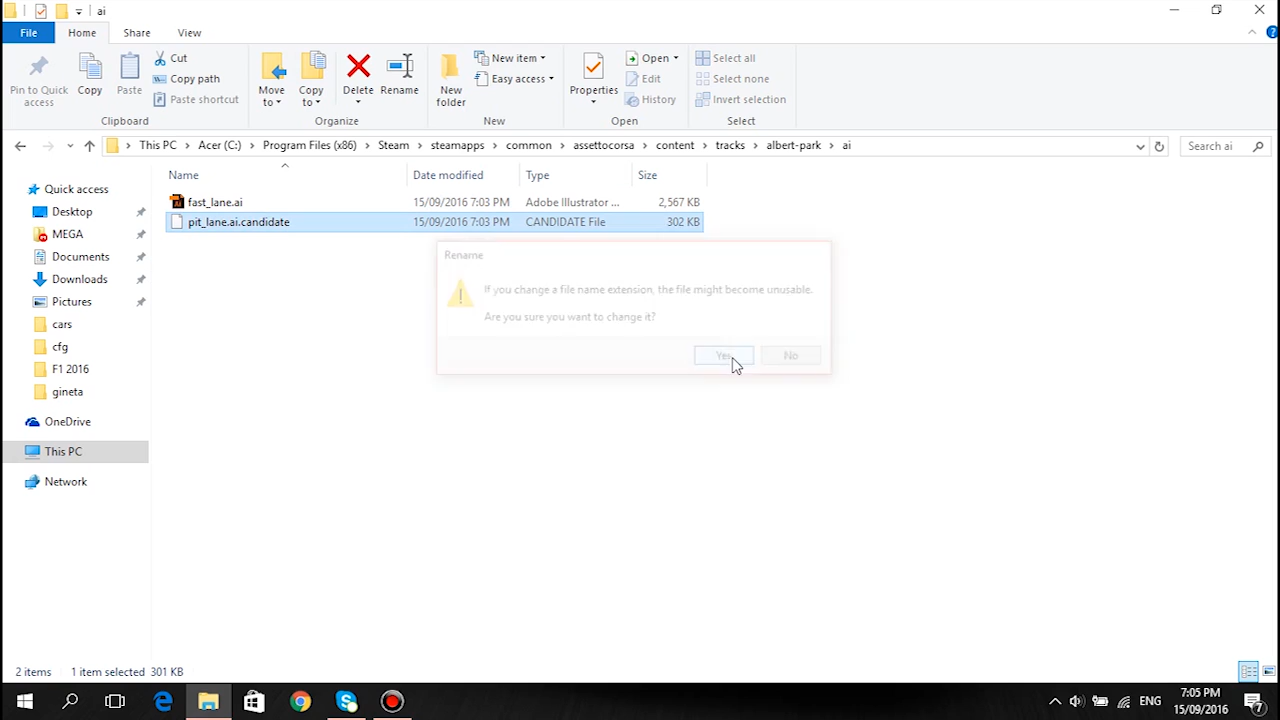 ai
File Home Share View
Pin to Quick access
Copy
Paste
Cut
Copy path
Paste shortcut
Clipboard
Move to
Copy to
Delete
Rename
Organize
New folder
New item
Easy access
New
Properties
Open
Edit
History
Open
Select all
Select none
Invert selection
Select
This PC Acer (C:) Program Files (x86) Steam steamapps common assettocorsa content tracks albert-park ai
Search ai
Quick access
Desktop
MEGA
Documents
Downloads
Pictures
cars
cfg
F1 2016
gineta
OneDrive
This PC
Network
Name Date modified Type Size
fast_lane.ai 15/09/2016 7:03 PM Adobe Illustrator ... 2,567 KB
pit_lane.ai.candidate 15/09/2016 7:03 PM CANDIDATE File 302 KB
Rename
If you change a file name extension, the file might become unusable.
Are you sure you want to change it?
Yes No
2 items 1 item selected 301 KB
ENG
7:05 PM
15/09/2016
7